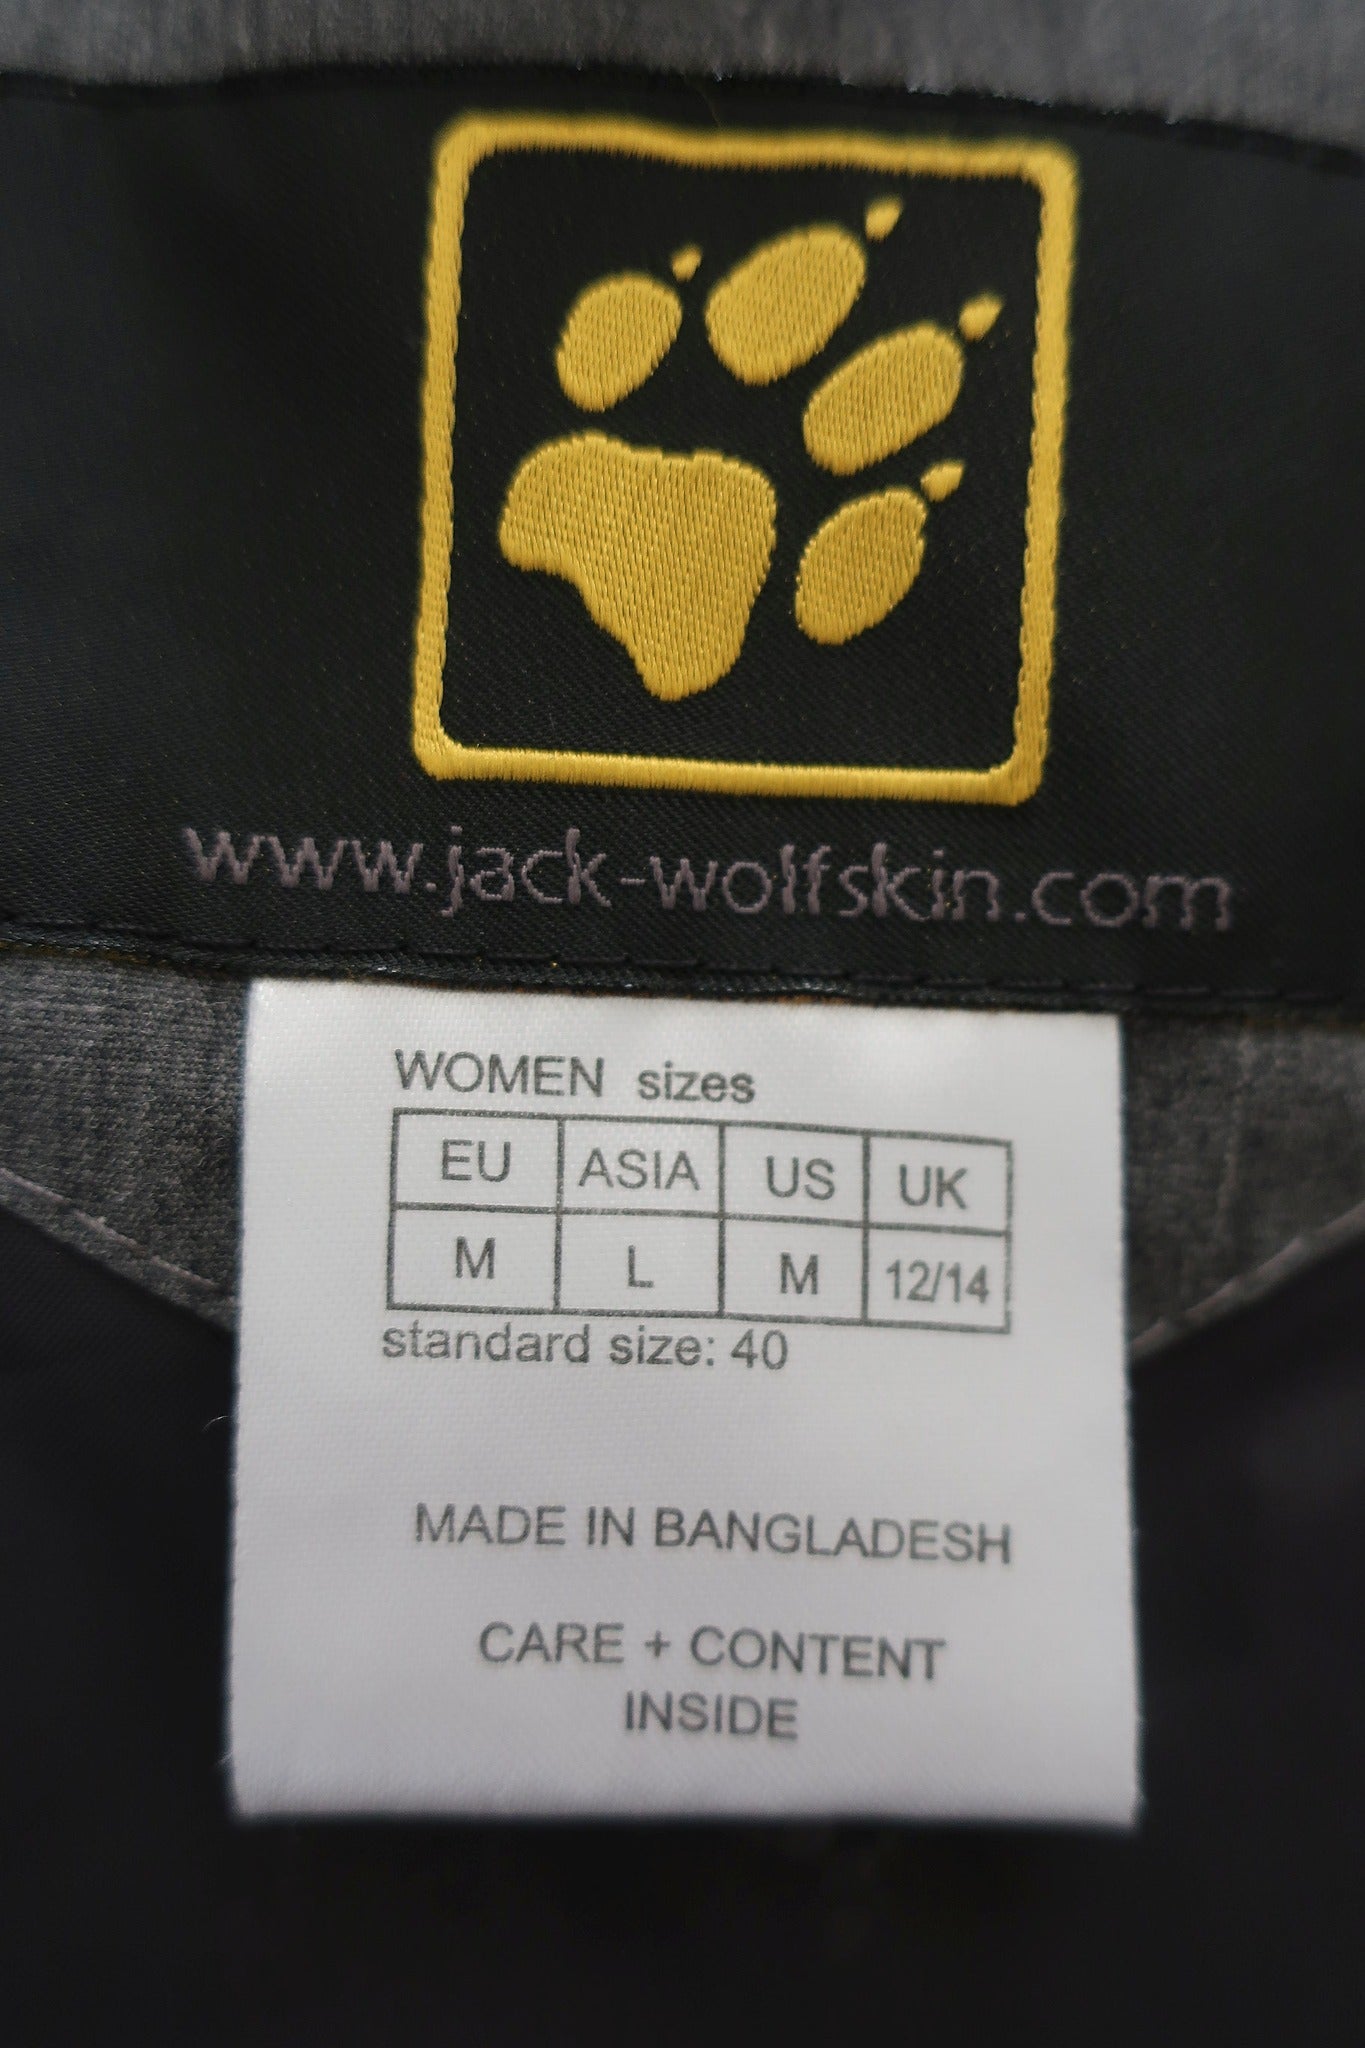 www.jack-wolfskin.com
WOMEN sizes
EU ASIA US UK
M L M 12/14
standard size: 40
MADE IN BANGLADESH
CARE + CONTENT
INSIDE